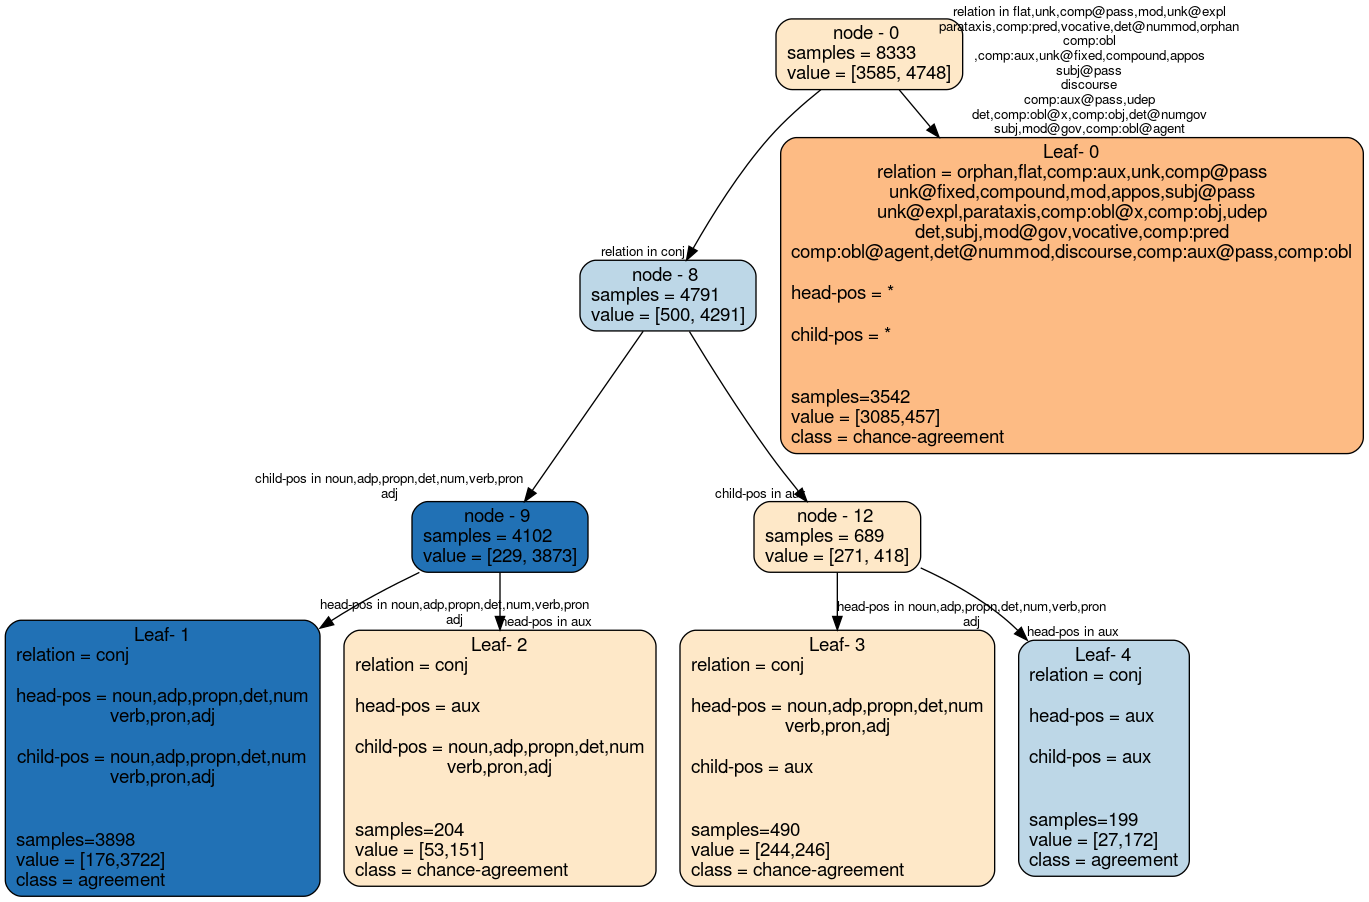 relation in flat,unk,comp@pass,mod,unk@expl
parataxis,comp:pred,vocative,det@nummod,orphan
comp:obl
,comp:aux,unk@fixed,compound,appos
subj@pass
discourse
comp:aux@pass,udep
det,comp:obl@x,comp:obj,det@numgov
subj,mod@gov,comp:obl@agent
node - 0
samples = 8333
value = [3585, 4748]
Leaf- 0
relation = orphan,flat,comp:aux,unk,comp@pass
unk@fixed,compound,mod,appos,subj@pass
unk@expl,parataxis,comp:obl@x,comp:obj,udep
det,subj,mod@gov,vocative,comp:pred
comp:obl@agent,det@nummod,discourse,comp:aux@pass,comp:obl
head-pos = *
child-pos = *
samples=3542
value = [3085,457]
class = chance-agreement
relation in conj
node - 8
samples = 4791
value = [500, 4291]
child-pos in noun,adp,propn,det,num,verb,pron
adj
node - 9
samples = 4102
value = [229, 3873]
child-pos in aux
node - 12
samples = 689
value = [271, 418]
head-pos in noun,adp,propn,det,num,verb,pron
adj
head-pos in aux
head-pos in noun,adp,propn,det,num,verb,pron
adj
head-pos in aux
Leaf- 1
relation = conj
head-pos = noun,adp,propn,det,num
verb,pron,adj
child-pos = noun,adp,propn,det,num
verb,pron,adj
samples=3898
value = [176,3722]
class = agreement
Leaf- 2
relation = conj
head-pos = aux
child-pos = noun,adp,propn,det,num
verb,pron,adj
samples=204
value = [53,151]
class = chance-agreement
Leaf- 3
relation = conj
head-pos = noun,adp,propn,det,num
verb,pron,adj
child-pos = aux
samples=490
value = [244,246]
class = chance-agreement
Leaf- 4
relation = conj
head-pos = aux
child-pos = aux
samples=199
value = [27,172]
class = agreement